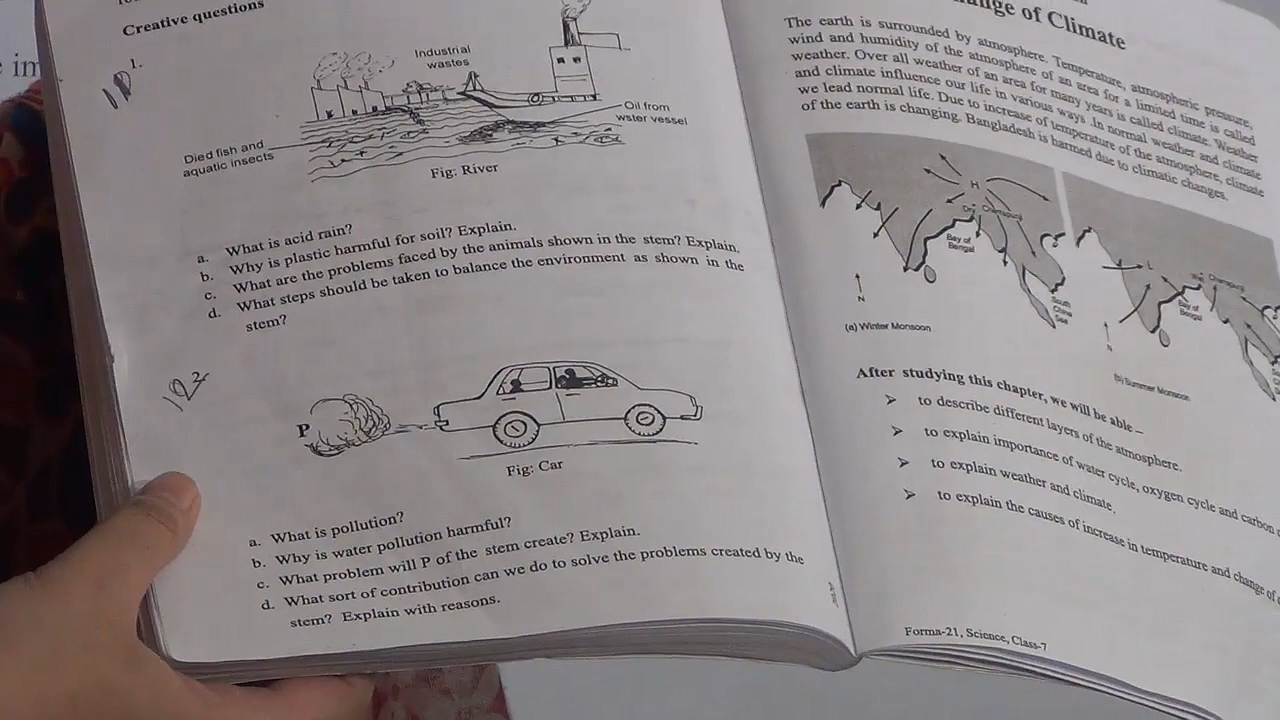 Creative questions
1.
Industrial
wastes
Oil from
wster vessel
Died fish and
aquatic insects
Fig: River
a. What is acid rain?
b. Why is plastic harmful for soil? Explain.
c. What are the problems faced by the animals shown in the stem? Explain.
d. What steps should be taken to balance the environment as shown in the
stem?
P
Fig: Car
a. What is pollution?
b. Why is water pollution harmful?
c. What problem will P of the stem create? Explain.
d. What sort of contribution can we do to solve the problems created by the
stem? Explain with reasons.
of Climate
The earth is surrounded by atmosphere. Temperature, atmospheric pressure,
wind and humidity of the atmosphere of an area for a limited time is called
weather. Over all weather of an area for many years is called climate. Weather
and climate influence our life in various ways .In normal weather and climate
we lead normal life. Due to increase of temperature of the atmosphere, climate
of the earth is changing. Bangladesh is harmed due to climatic changes.
H
Bay of
Bengal
South
China
Sea
N
(a) Winter Monsoon
L
Bay of
Bengal
N
(b) Summer Monsoon
After studying this chapter, we will be able –
➢ to describe different layers of the atmosphere.
➢ to explain importance of water cycle, oxygen cycle and carbon
➢ to explain weather and climate.
➢ to explain the causes of increase in temperature and change of
Forma-21, Science, Class-7